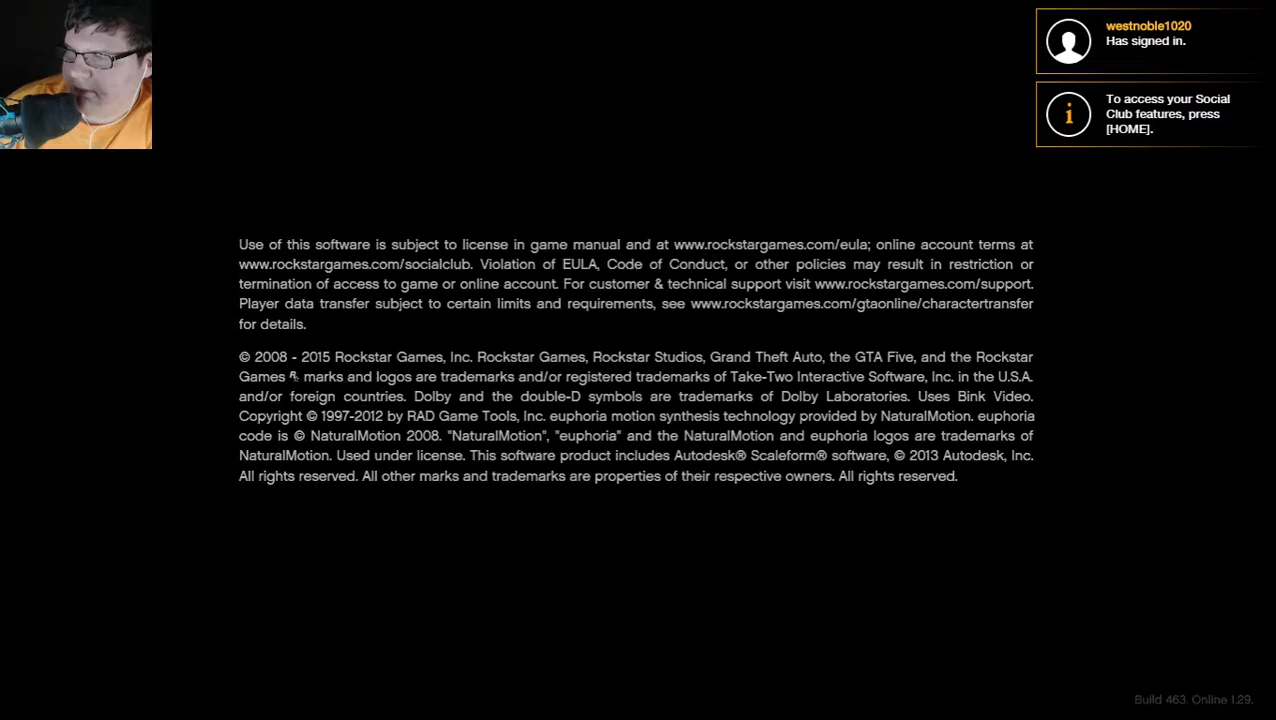 westnoble1020
Has signed in.
To access your Social
Club features, press
[HOME].
Use of this software is subject to license in game manual and at www.rockstargames.com/eula; online account terms at
www.rockstargames.com/socialclub. Violation of EULA, Code of Conduct, or other policies may result in restriction or
termination of access to game or online account. For customer & technical support visit www.rockstargames.com/support.
Player data transfer subject to certain limits and requirements, see www.rockstargames.com/gtaonline/charactertransfer
for details.
© 2008 - 2015 Rockstar Games, Inc. Rockstar Games, Rockstar Studios, Grand Theft Auto, the GTA Five, and the Rockstar
Games R* marks and logos are trademarks and/or registered trademarks of Take-Two Interactive Software, Inc. in the U.S.A.
and/or foreign countries. Dolby and the double-D symbols are trademarks of Dolby Laboratories. Uses Bink Video.
Copyright © 1997-2012 by RAD Game Tools, Inc. euphoria motion synthesis technology provided by NaturalMotion. euphoria
code is © NaturalMotion 2008. "NaturalMotion", "euphoria" and the NaturalMotion and euphoria logos are trademarks of
NaturalMotion. Used under license. This software product includes Autodesk® Scaleform® software, © 2013 Autodesk, Inc.
All rights reserved. All other marks and trademarks are properties of their respective owners. All rights reserved.
Build 463. Online 1.29.